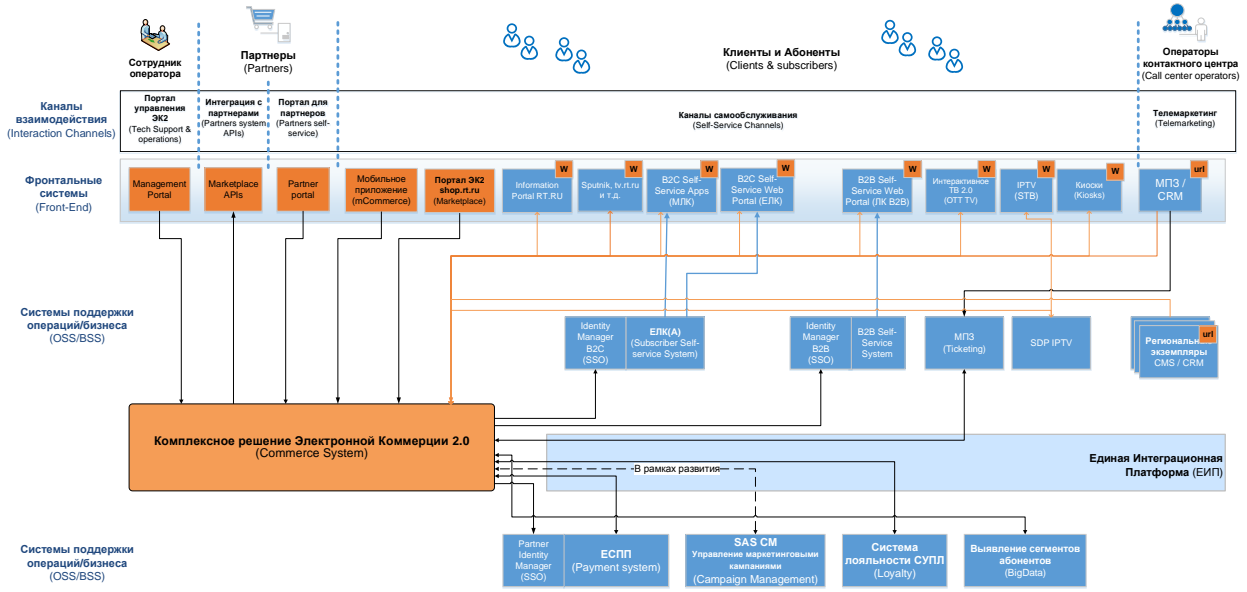 Сотрудник
оператора
Партнеры
(Partners)
Клиенты и Абоненты
(Clients & subscribers)
Операторы
контактного центра
(Call center operators)
Каналы
взаимодействия
(Interaction Channels)
Портал
управления
ЭК2
(Tech Support &
operations)
Интеграция с
партнерами
(Partners system
APIs)
Портал для
партнеров
(Partners self-
service)
Каналы самообслуживания
(Self-Service Channels)
Телемаркетинг
(Telemarketing)
Фронтальные
системы
(Front-End)
Management
Portal
Marketplace
APIs
Partner
portal
Мобильное
приложение
(mCommerce)
Портал ЭК2
shop.rt.ru
(Marketplace)
W
Information
Portal RT.RU
W
Sputnik, tv.rt.ru
и т.д.
W
B2C Self-
Service Apps
(МЛК)
W
B2C Self-
Service Web
Portal (ЕЛК)
W
B2B Self-
Service Web
Portal (ЛК B2B)
W
Интерактивное
ТВ 2.0
(OTT TV)
W
IPTV
(STB)
W
Киоски
(Kiosks)
url
МПЗ /
CRM
Системы поддержки
операций/бизнеса
(OSS/BSS)
Identity
Manager
B2C
(SSO)
ЕЛК(А)
(Subscriber Self-
service System)
Identity
Manager
B2B
(SSO)
B2B Self-
Service
System
МПЗ
(Ticketing)
SDP IPTV
url
Региональные
экземпляры
CMS / CRM
Комплексное решение Электронной Коммерции 2.0
(Commerce System)
Единая Интеграционная
Платформа (ЕИП)
В рамках развития
Системы поддержки
операций/бизнеса
(OSS/BSS)
Partner
Identity
Manager
(SSO)
ЕСПП
(Payment system)
SAS CM
Управление маркетинговыми
кампаниями
(Campaign Management)
Система
лояльности СУПЛ
(Loyalty)
Выявление сегментов
абонентов
(BigData)